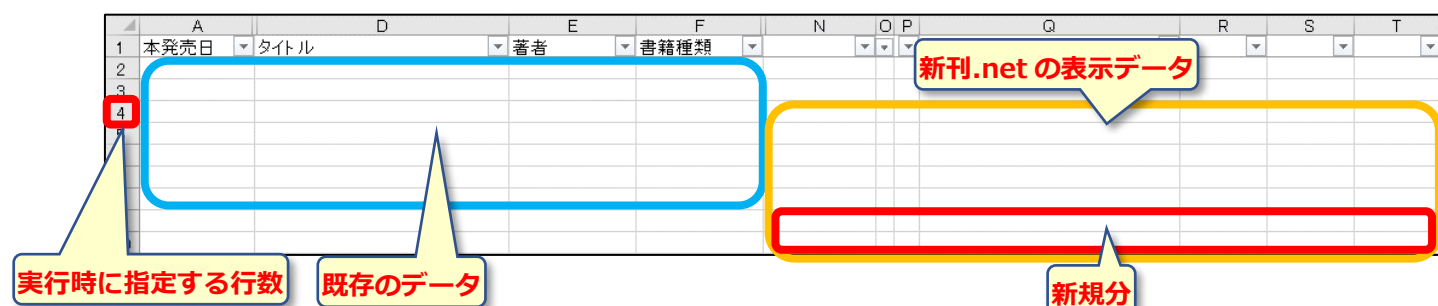 A D E F N O P Q R S T
1 本発売日 タイトル 著者 書籍種類
2
3
4
新刊.net の表示データ
実行時に指定する行数
既存のデータ
新規分